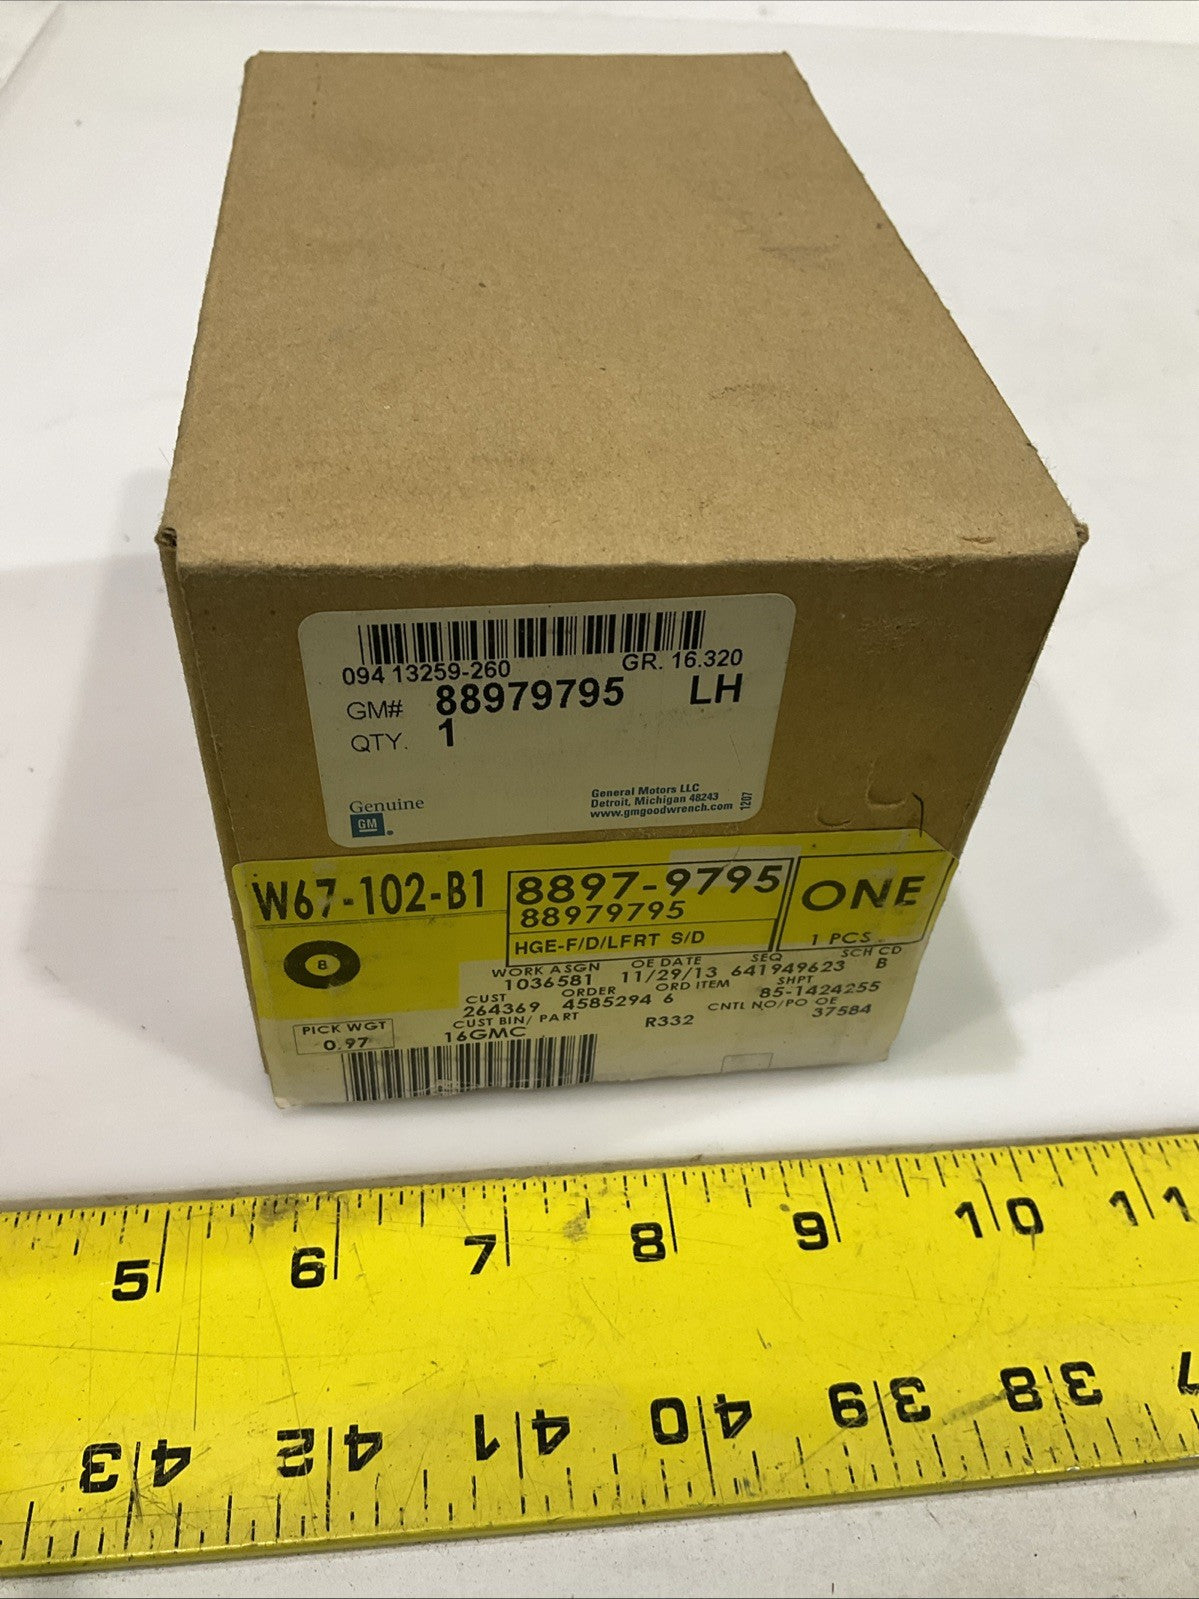 094 13259-260 GR. 16.320
GM# 88979795 LH
QTY. 1
Genuine
GM
General Motors LLC
Detroit, Michigan 48243
www.gmgoodwrench.com
1207
W67-102-B1
8897-9795
88979795
HGE-F/D/LFRT S/D
ONE
1 PCS.
8
WORK ASGN OE DATE SEQ SCH CD
1036581 11/29/13 641949623 B
CUST ORDER ORD ITEM SHPT
264369 4585294 6 85-1424255
CUST BIN/ PART CNTL NO/PO OE
16GMC R332 37584
PICK WGT
0.97
5 6 7 8 9 10 11
43 42 41 40 39 38 7